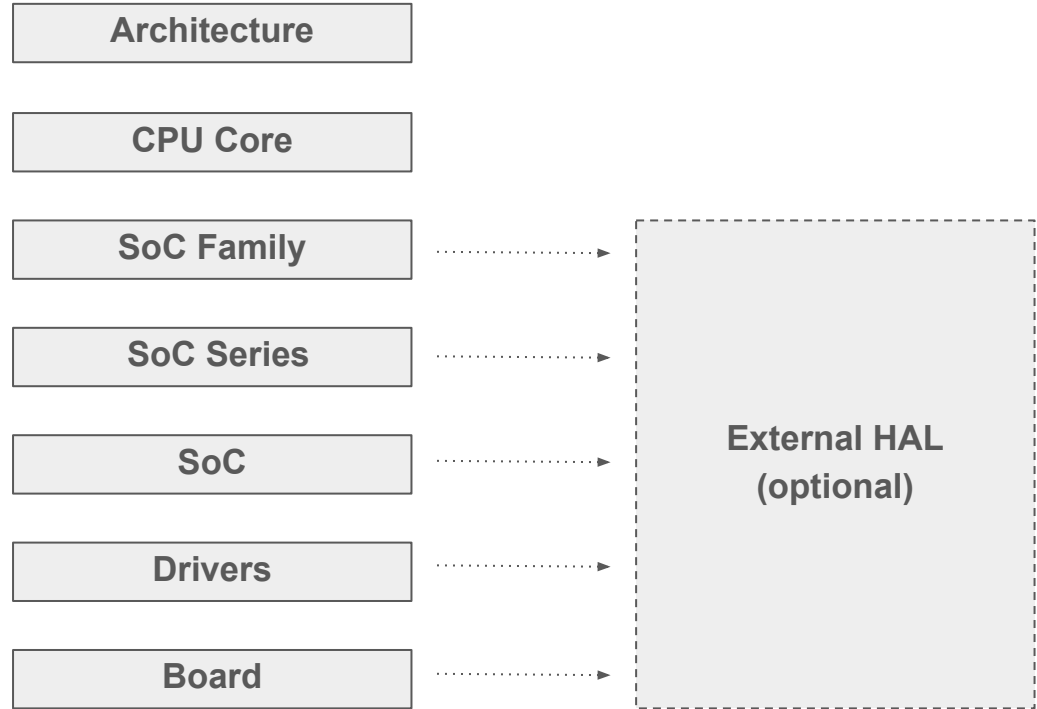 Architecture
CPU Core
SoC Family
SoC Series
SoC
Drivers
Board
External HAL
(optional)